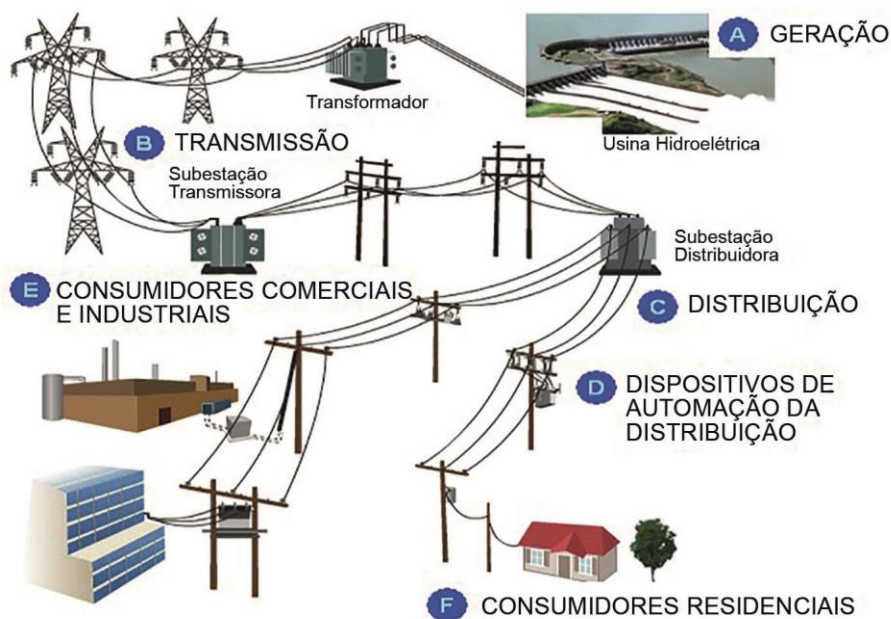 A GERAÇÃO
Transformador
Usina Hidroelétrica
B TRANSMISSÃO
Subestação
Transmissora
Subestação
Distribuidora
E CONSUMIDORES COMERCIAIS
E INDUSTRIAIS
C DISTRIBUIÇÃO
D DISPOSITIVOS DE
AUTOMAÇÃO DA
DISTRIBUIÇÃO
F CONSUMIDORES RESIDENCIAIS